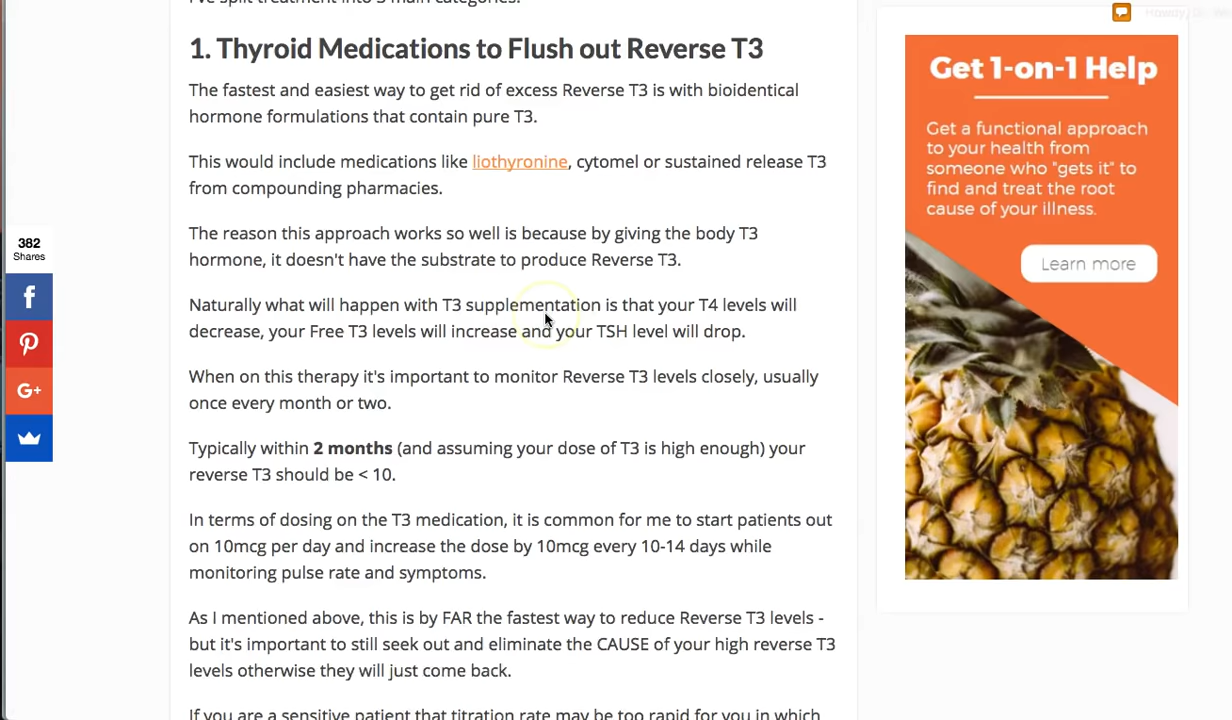 1. Thyroid Medications to Flush out Reverse T3
The fastest and easiest way to get rid of excess Reverse T3 is with bioidentical
hormone formulations that contain pure T3.
This would include medications like liothyronine, cytomel or sustained release T3
from compounding pharmacies.
The reason this approach works so well is because by giving the body T3
hormone, it doesn't have the substrate to produce Reverse T3.
Naturally what will happen with T3 supplementation is that your T4 levels will
decrease, your Free T3 levels will increase and your TSH level will drop.
When on this therapy it's important to monitor Reverse T3 levels closely, usually
once every month or two.
Typically within 2 months (and assuming your dose of T3 is high enough) your
reverse T3 should be < 10.
In terms of dosing on the T3 medication, it is common for me to start patients out
on 10mcg per day and increase the dose by 10mcg every 10-14 days while
monitoring pulse rate and symptoms.
As I mentioned above, this is by FAR the fastest way to reduce Reverse T3 levels -
but it's important to still seek out and eliminate the CAUSE of your high reverse T3
levels otherwise they will just come back.
If you are a sensitive patient that titration rate may be too rapid for you in which
382
Shares
f
G+
Get 1-on-1 Help
Get a functional approach
to your health from
someone who "gets it" to
find and treat the root
cause of your illness.
Learn more